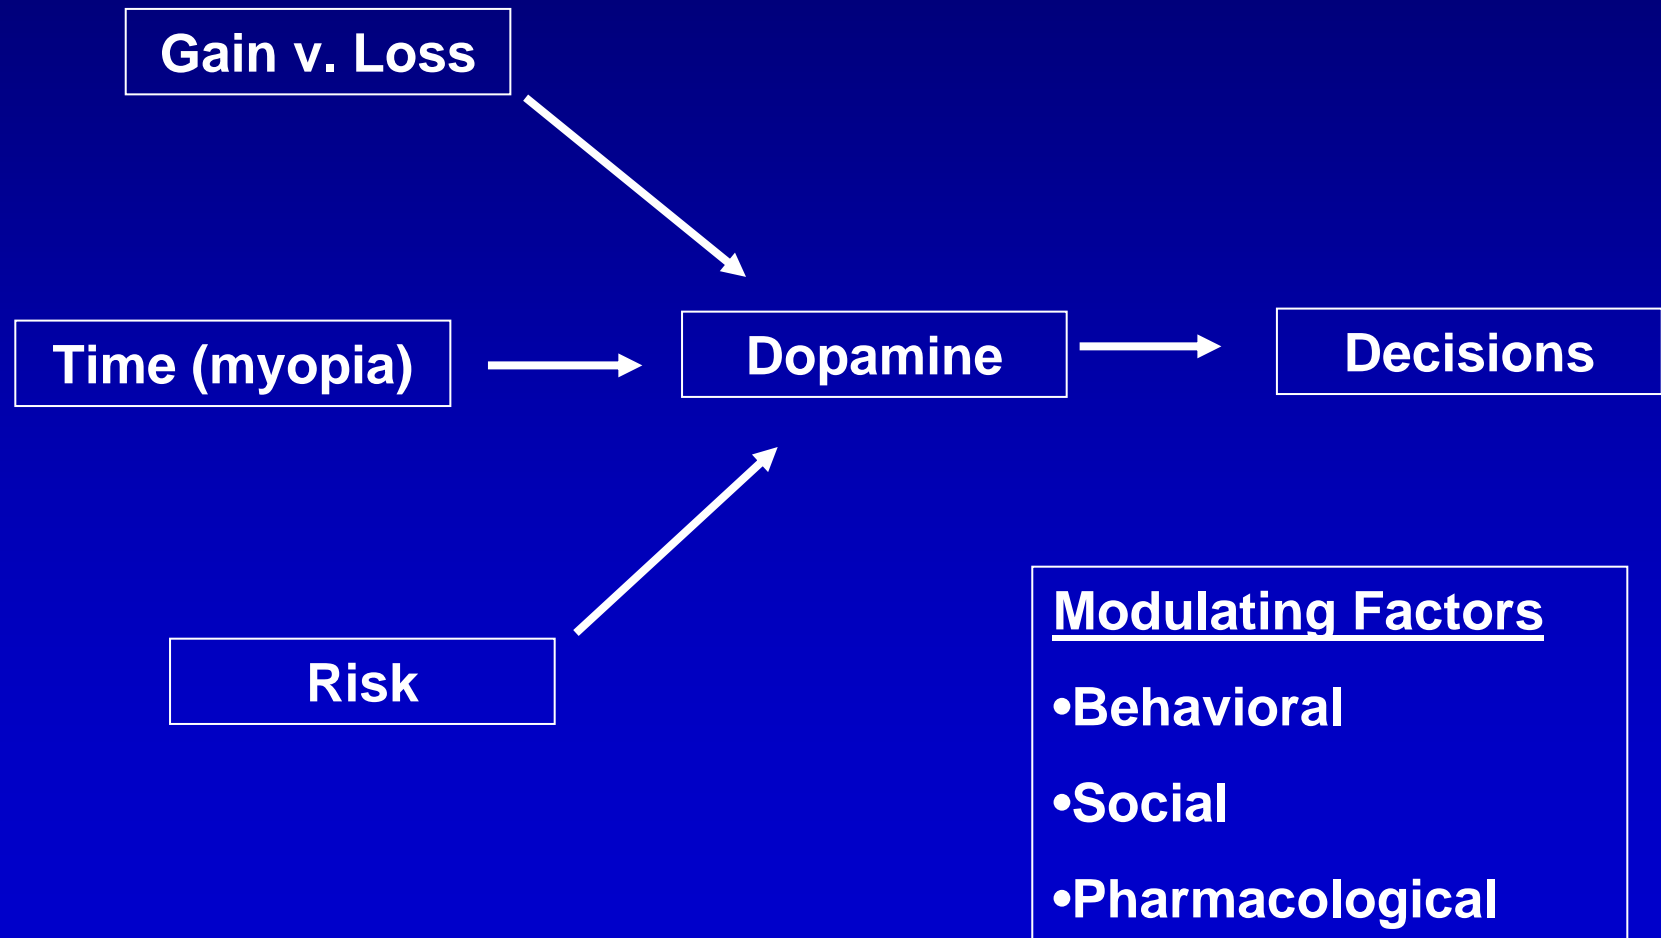 Gain v. Loss
Time (myopia)
Dopamine
Decisions
Risk
Modulating Factors
•Behavioral
•Social
•Pharmacological